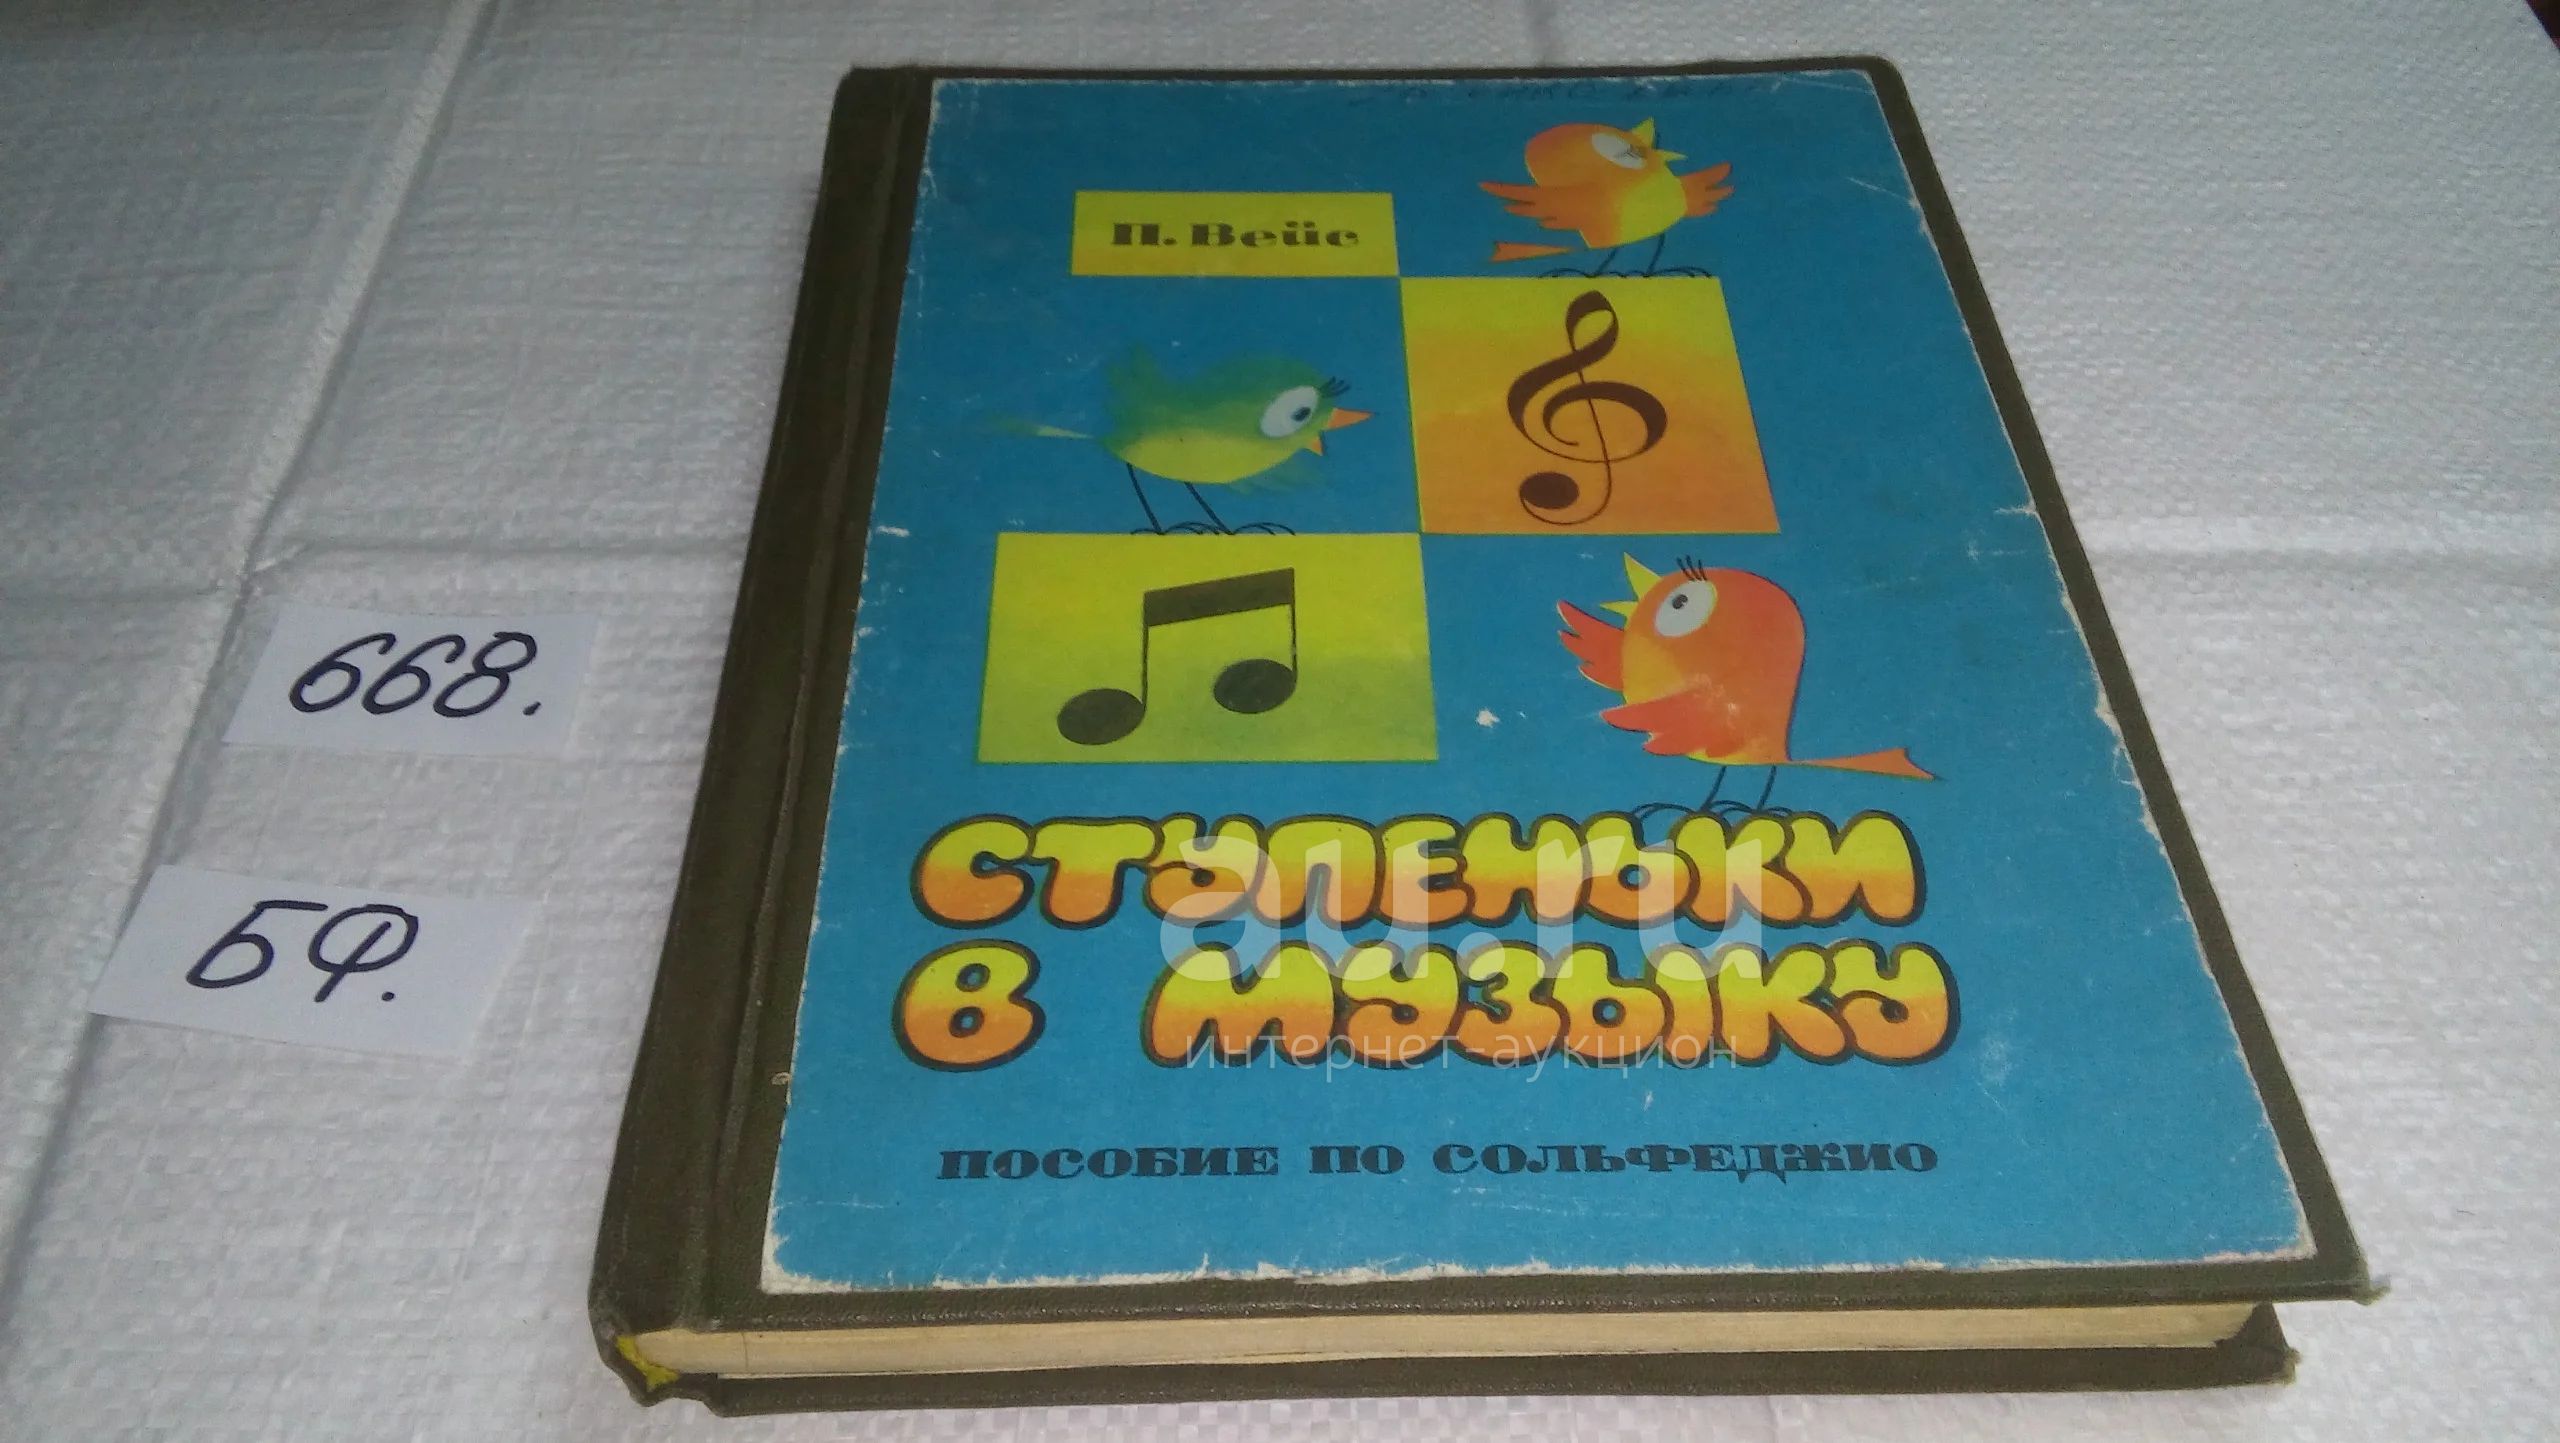 П. Вейс
668.
БФ.
СТУПЕНЬКИ
В МУЗЫКУ
au.ru
интернет-аукцион
ПОСОБИЕ ПО СОЛЬФЕДЖИО